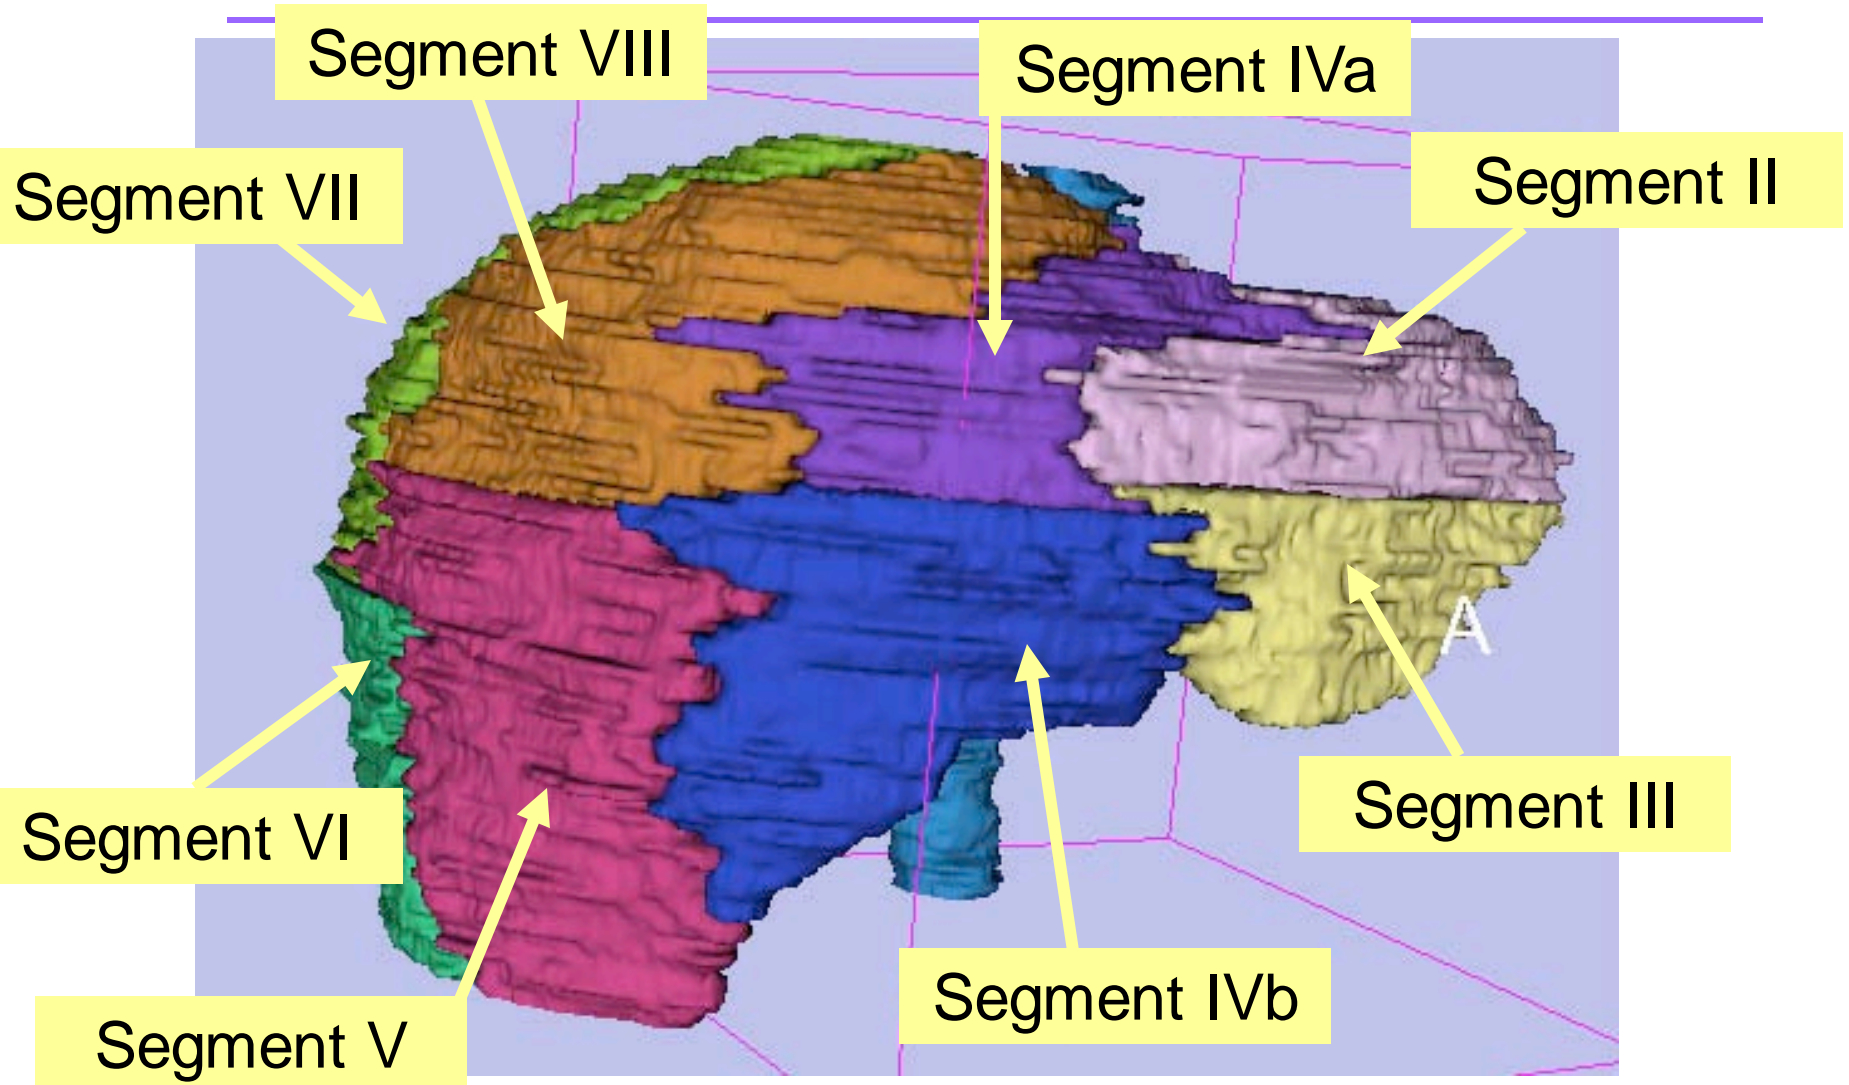 Segment VIII
Segment IVa
Segment II
Segment VII
A
Segment III
Segment VI
Segment IVb
Segment V